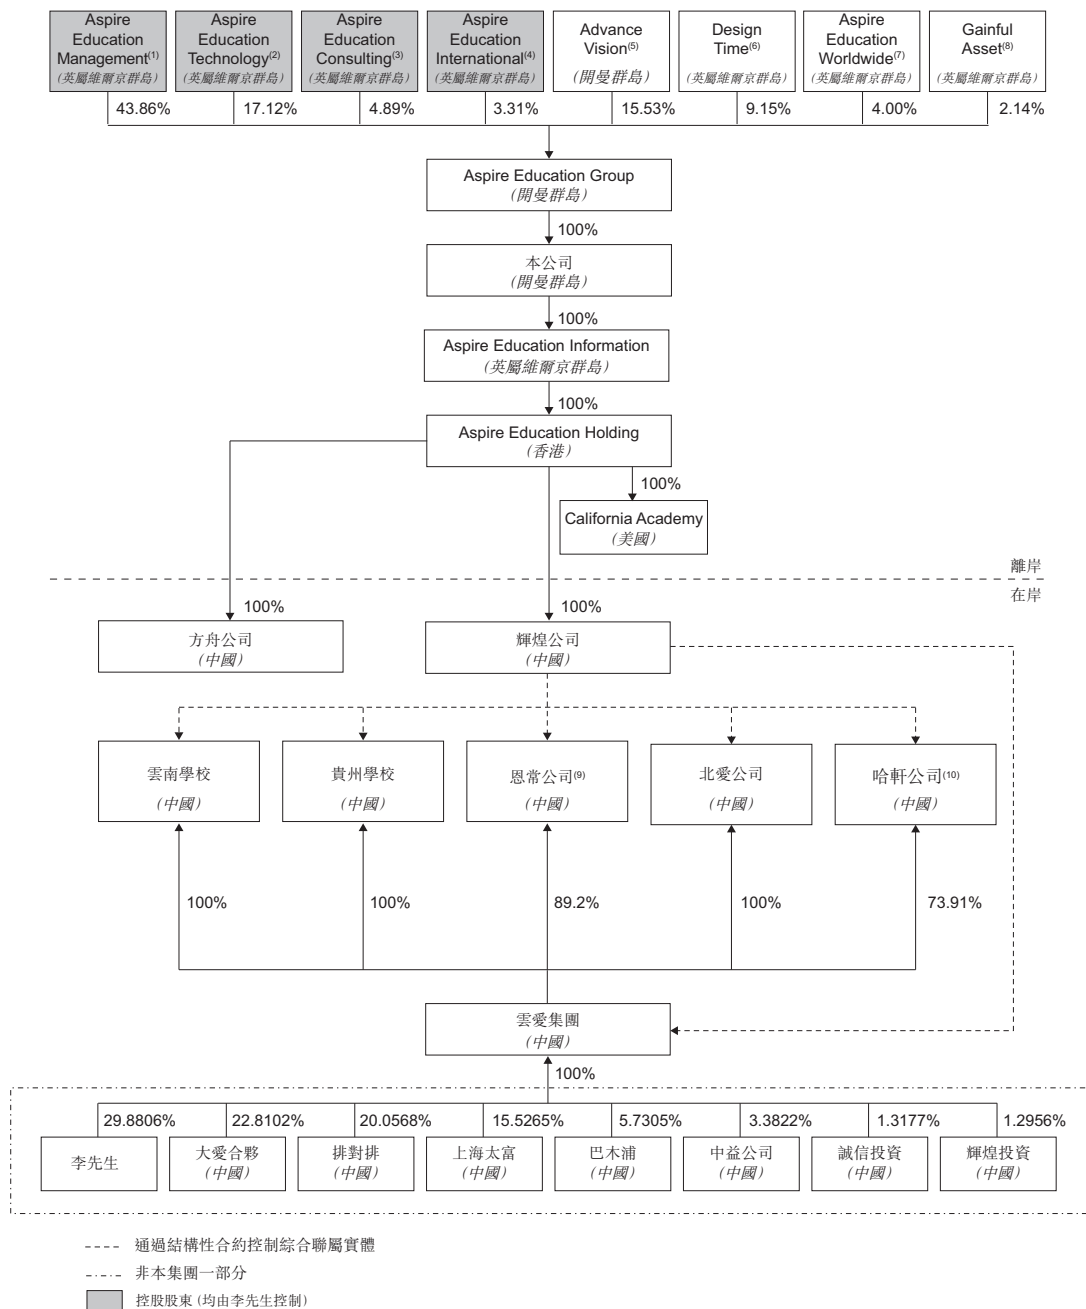 Aspire
Education
Management(1)
(英屬維爾京群島)
Aspire
Education
Technology(2)
(英屬維爾京群島)
Aspire
Education
Consulting(3)
(英屬維爾京群島)
Aspire
Education
International(4)
(英屬維爾京群島)
Advance
Vision(5)
(開曼群島)
Design
Time(6)
(英屬維爾京群島)
Aspire
Education
Worldwide(7)
(英屬維爾京群島)
Gainful
Asset(8)
(英屬維爾京群島)
43.86%
17.12%
4.89%
3.31%
15.53%
9.15%
4.00%
2.14%
Aspire Education Group
(開曼群島)
100%
本公司
(開曼群島)
100%
Aspire Education Information
(英屬維爾京群島)
100%
Aspire Education Holding
(香港)
100%
California Academy
(美國)
離岸
在岸
100%
100%
方舟公司
(中國)
輝煌公司
(中國)
雲南學校
(中國)
貴州學校
(中國)
恩常公司(9)
(中國)
北愛公司
(中國)
哈軒公司(10)
(中國)
100%
100%
89.2%
100%
73.91%
雲愛集團
(中國)
100%
29.8806%
22.8102%
20.0568%
15.5265%
5.7305%
3.3822%
1.3177%
1.2956%
李先生
大愛合夥
(中國)
排對排
(中國)
上海太富
(中國)
巴木浦
(中國)
中益公司
(中國)
誠信投資
(中國)
輝煌投資
(中國)
通過結構性合約控制綜合聯屬實體
非本集團一部分
控股股東 (均由李先生控制)